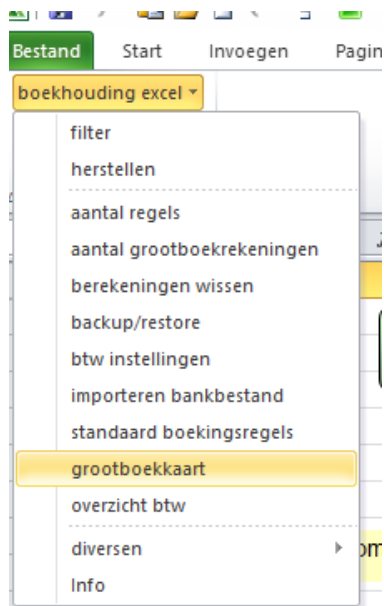 Bestand Start Invoegen Pagin
boekhouding excel
filter
herstellen
aantal regels
aantal grootboekrekeningen
berekeningen wissen
backup/restore
btw instellingen
importeren bankbestand
standaard boekingsregels
grootboekkaart
overzicht btw
diversen
Info